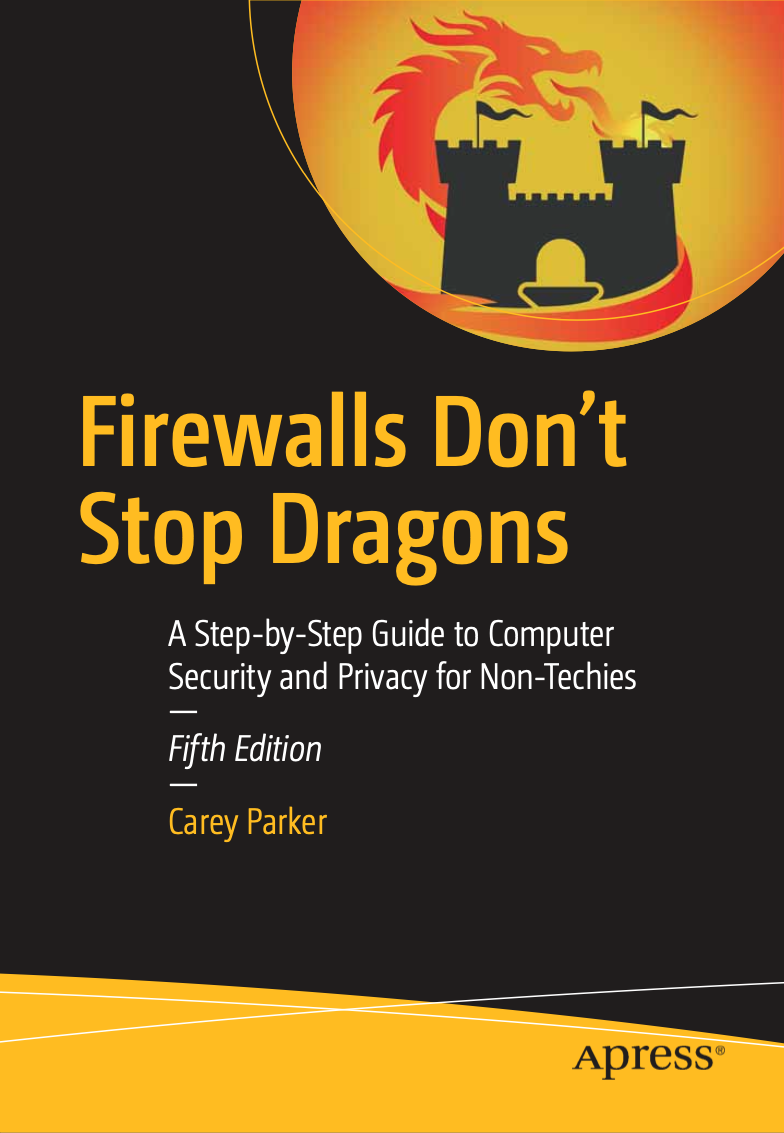 Firewalls Don’t
Stop Dragons
A Step-by-Step Guide to Computer
Security and Privacy for Non-Techies
—
Fifth Edition
—
Carey Parker
Apress®